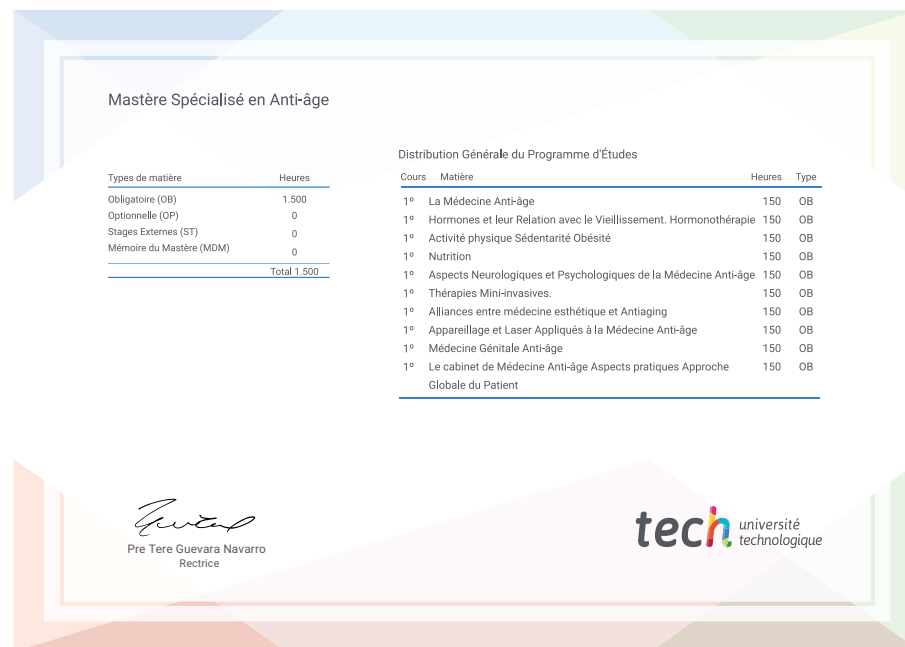 Mastère Spécialisé en Anti-âge
Types de matière Heures
Obligatoire (OB) 1.500
Optionnelle (OP) 0
Stages Externes (ST) 0
Mémoire du Mastère (MDM) 0
Total 1.500
Distribution Générale du Programme d'Études
Cours Matière Heures Type
1º La Médecine Anti-âge 150 OB
1º Hormones et leur Relation avec le Vieillissement. Hormonothérapie 150 OB
1º Activité physique Sédentarité Obésité 150 OB
1º Nutrition 150 OB
1º Aspects Neurologiques et Psychologiques de la Médecine Anti-âge 150 OB
1º Thérapies Mini-invasives. 150 OB
1º Alliances entre médecine esthétique et Antiaging 150 OB
1º Appareillage et Laser Appliqués à la Médecine Anti-âge 150 OB
1º Médecine Génitale Anti-âge 150 OB
1º Le cabinet de Médecine Anti-âge Aspects pratiques Approche 150 OB
Globale du Patient
Pre Tere Guevara Navarro
Rectrice
tech université
technologique